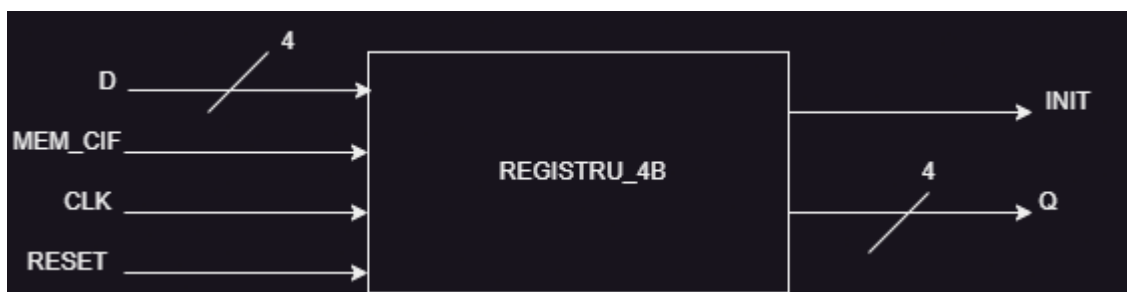 4
D
INIT
MEM_CIF
REGISTRU_4B
4
CLK
Q
RESET